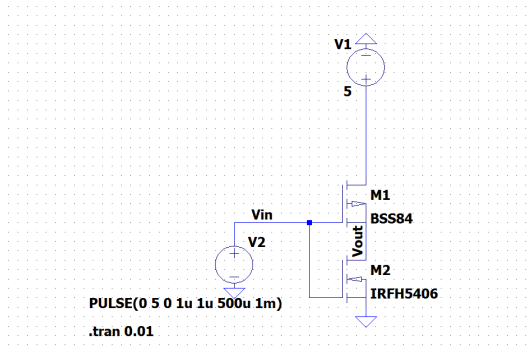 V1
5
M1
BSS84
Vin
Vout
V2
M2
IRFH5406
PULSE(0 5 0 1u 1u 500u 1m)
.tran 0.01